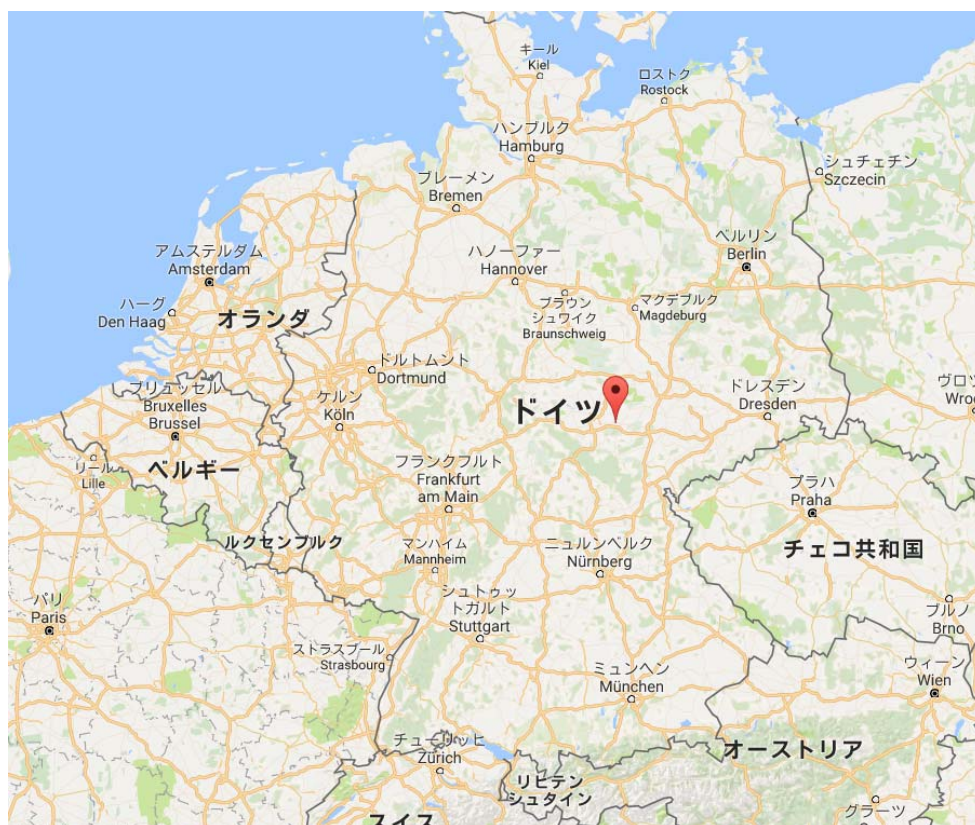 キール
Kiel
ロストク
Rostock
ハンブルク
Hamburg
シュチェチン
Szczecin
ブレーメン
Bremen
ベルリン
Berlin
アムステルダム
Amsterdam
ハノーファー
Hannover
ハーグ
Den Haag
オランダ
ブラウン
シュワイク
Braunschweig
マクデブルク
Magdeburg
ドルトムント
Dortmund
ブリュッセル
Bruxelles
Brussel
ケルン
Köln
ドイツ
ドレスデン
Dresden
ヴロツ
Wroc
リール
Lille
ベルギー
フランクフルト
Frankfurt
am Main
プラハ
Praha
ルクセンブルク
マンハイム
Mannheim
ニュルンベルク
Nürnberg
チェコ共和国
パリ
Paris
シュトゥッ
トガルト
Stuttgart
ブルノ
Brno
ストラスブール
Strasbourg
ミュンヘン
München
ウィーン
Wien
チューリッヒ
Zürich
オーストリア
リヒテン
シュタイン
グラーツ
スイス